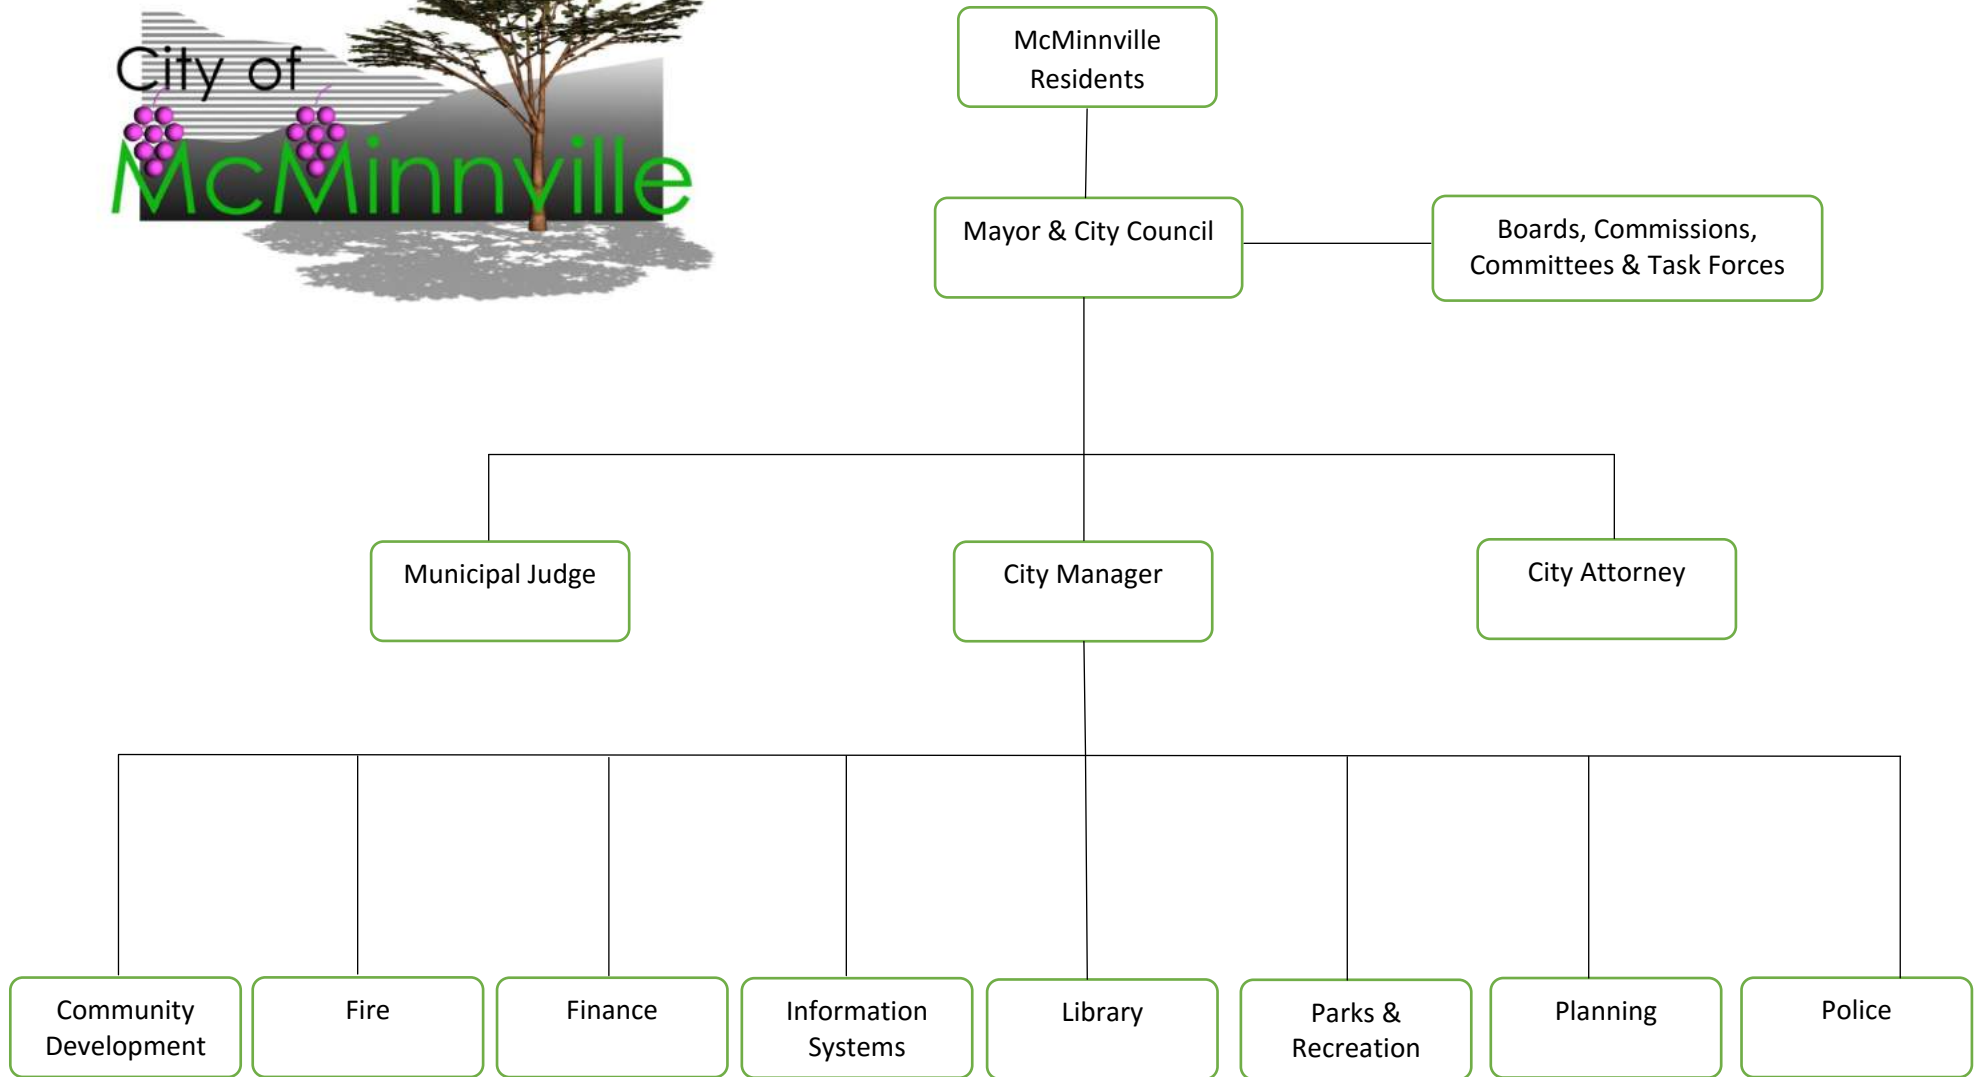 City of
McMinnville
McMinnville
Residents
Mayor & City Council
Boards, Commissions,
Committees & Task Forces
Municipal Judge
City Manager
City Attorney
Community
Development
Fire
Finance
Information
Systems
Library
Parks &
Recreation
Planning
Police